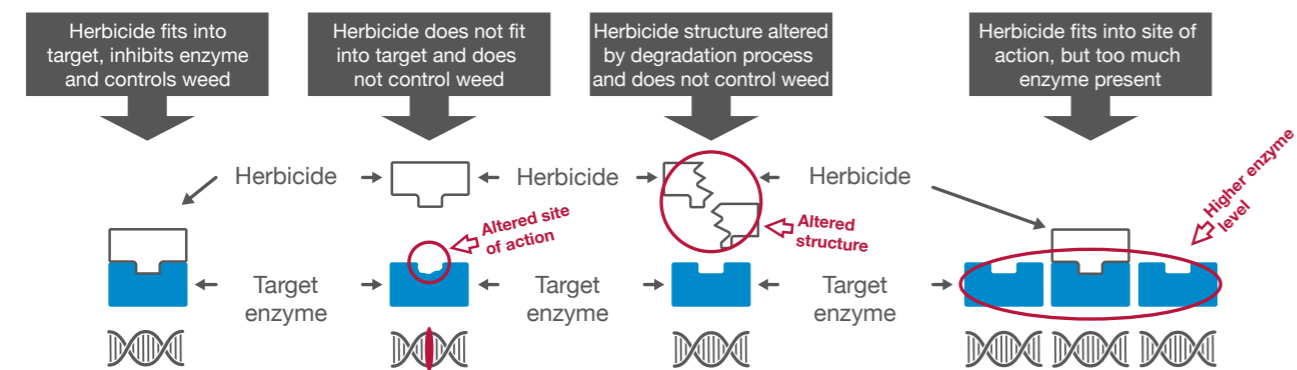 Herbicide fits into
target, inhibits enzyme
and controls weed
Herbicide does not fit
into target and does
not control weed
Herbicide structure altered
by degradation process
and does not control weed
Herbicide fits into site of
action, but too much
enzyme present
Herbicide
Herbicide
Herbicide
Altered site
of action
Altered
structure
Higher enzyme
level
Target
enzyme
Target
enzyme
Target
enzyme